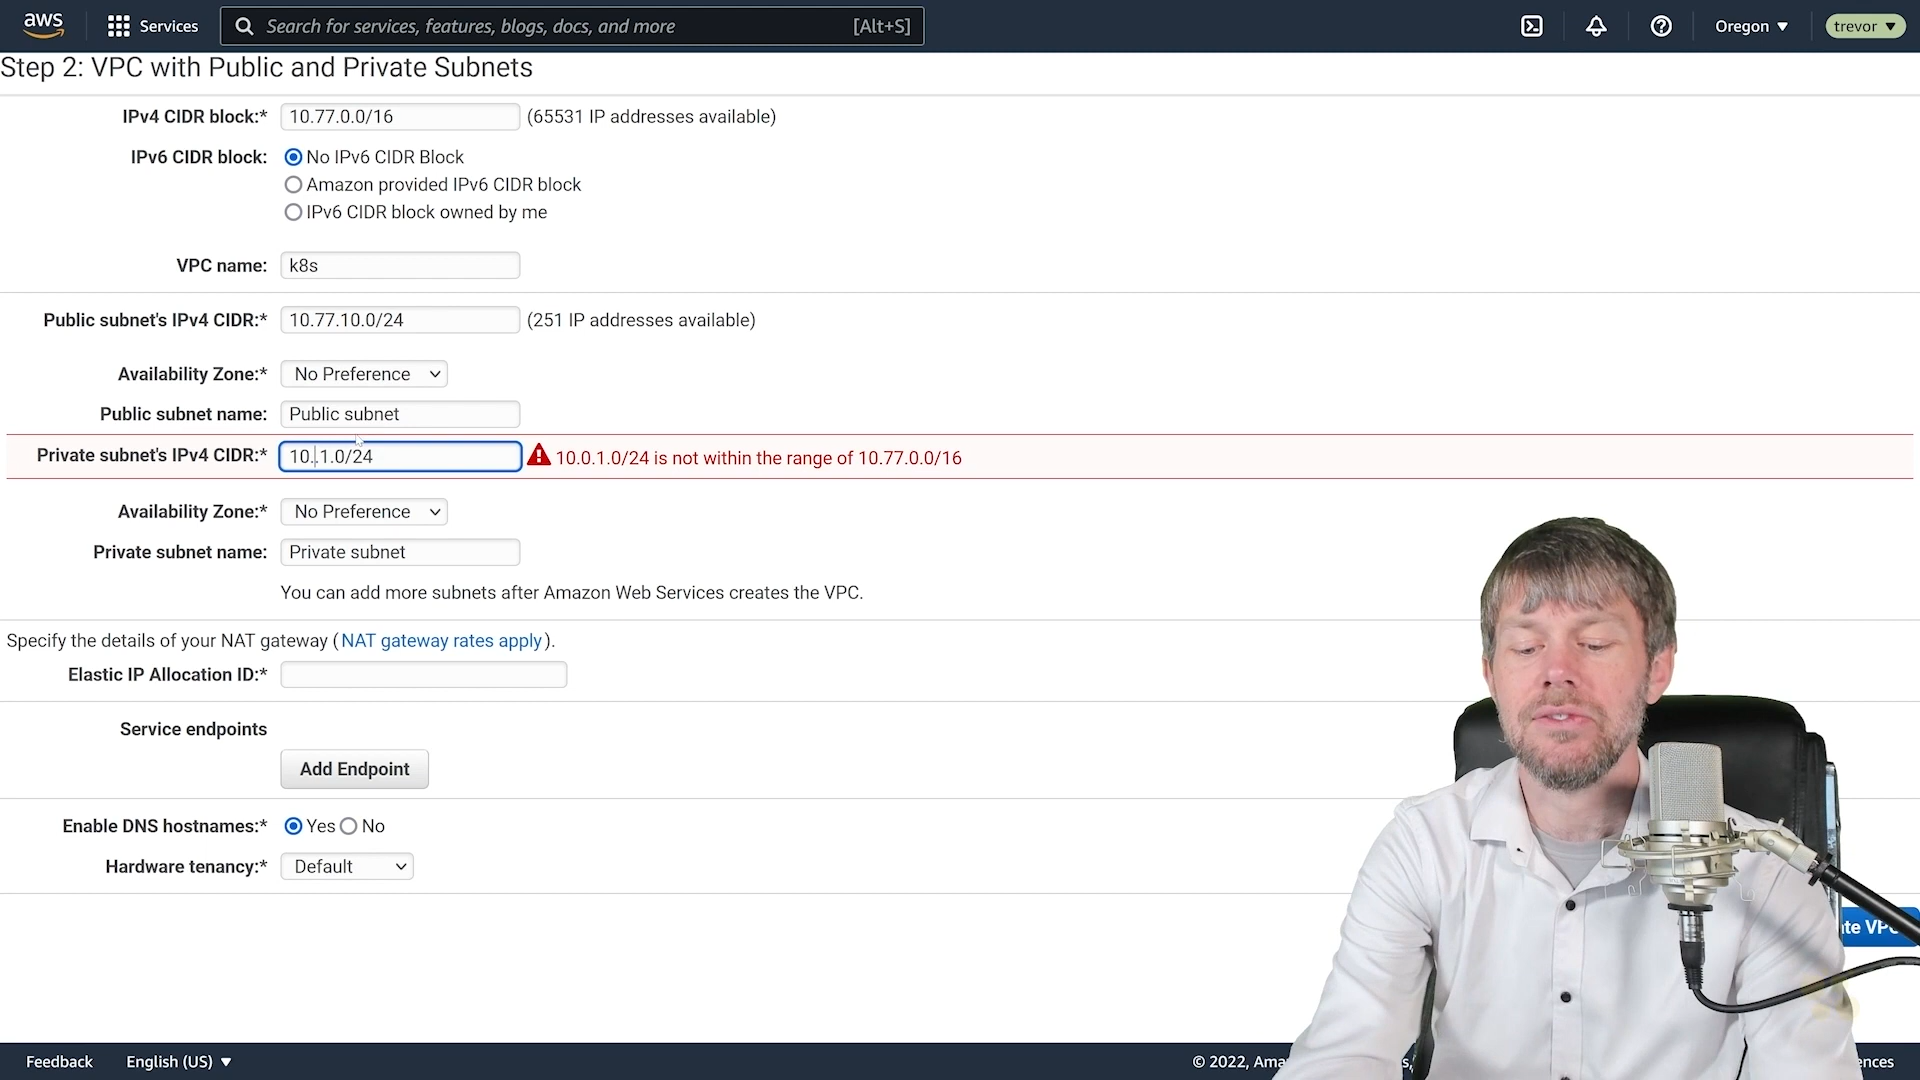 aws Services Search for services, features, blogs, docs, and more [Alt+S] Oregon ▼ trevor ▼
Step 2: VPC with Public and Private Subnets
IPv4 CIDR block:* 10.77.0.0/16 (65531 IP addresses available)
IPv6 CIDR block: No IPv6 CIDR Block
Amazon provided IPv6 CIDR block
IPv6 CIDR block owned by me
VPC name: k8s
Public subnet's IPv4 CIDR:* 10.77.10.0/24 (251 IP addresses available)
Availability Zone:* No Preference
Public subnet name: Public subnet
Private subnet's IPv4 CIDR:* 10..1.0/24 10.0.1.0/24 is not within the range of 10.77.0.0/16
Availability Zone:* No Preference
Private subnet name: Private subnet
You can add more subnets after Amazon Web Services creates the VPC.
Specify the details of your NAT gateway (NAT gateway rates apply).
Elastic IP Allocation ID:*
Service endpoints
Add Endpoint
Enable DNS hostnames:* Yes No
Hardware tenancy:* Default
Feedback English (US) ▼ © 2022,